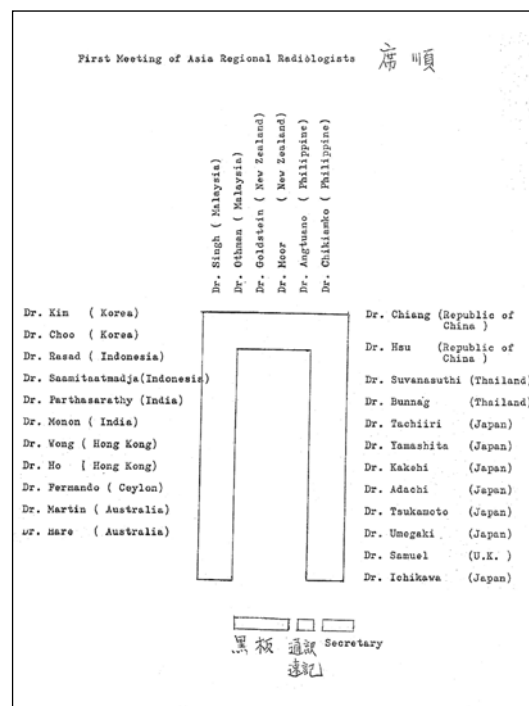 First Meeting of Asia Regional Radiologists 席順
Dr. Singh ( Malaysia)
Dr. Othman ( Malaysia)
Dr. Goldstein ( New Zealand)
Dr. Moor ( New Zealand)
Dr. Angtuano ( Philippine)
Dr. Chikiamko ( Philippine)
Dr. Kim ( Korea)
Dr. Choo ( Korea)
Dr. Rasad ( Indonesia)
Dr. Saamitaatmadja(Indonesis)
Dr. Parthasarathy (India)
Dr. Monon ( India)
Dr. Wong ( Hong Kong)
Dr. Ho ( Hong Kong)
Dr. Fermando ( Ceylon)
Dr. Martin ( Australia)
Dr. Hare ( Australia)
Dr. Chiang (Republic of
China )
Dr. Hsu (Republic of
China )
Dr. Suvanasuthi (Thailand)
Dr. Bunnag (Thailand)
Dr. Tachiiri (Japan)
Dr. Yamashita (Japan)
Dr. Kakehi (Japan)
Dr. Adachi (Japan)
Dr. Tsukamoto (Japan)
Dr. Umegaki (Japan)
Dr. Samuel (U.K. )
Dr. Ichikawa (Japan)
黒板 通訳 Secretary
速記